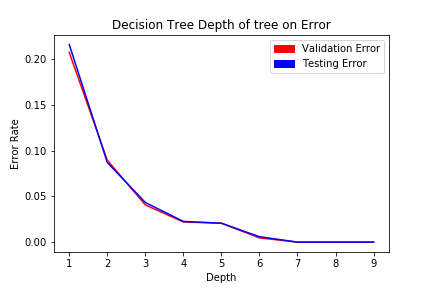 Decision Tree Depth of tree on Error
Validation Error
Testing Error
Error Rate
0.20
0.15
0.10
0.05
0.00
1 2 3 4 5 6 7 8 9
Depth